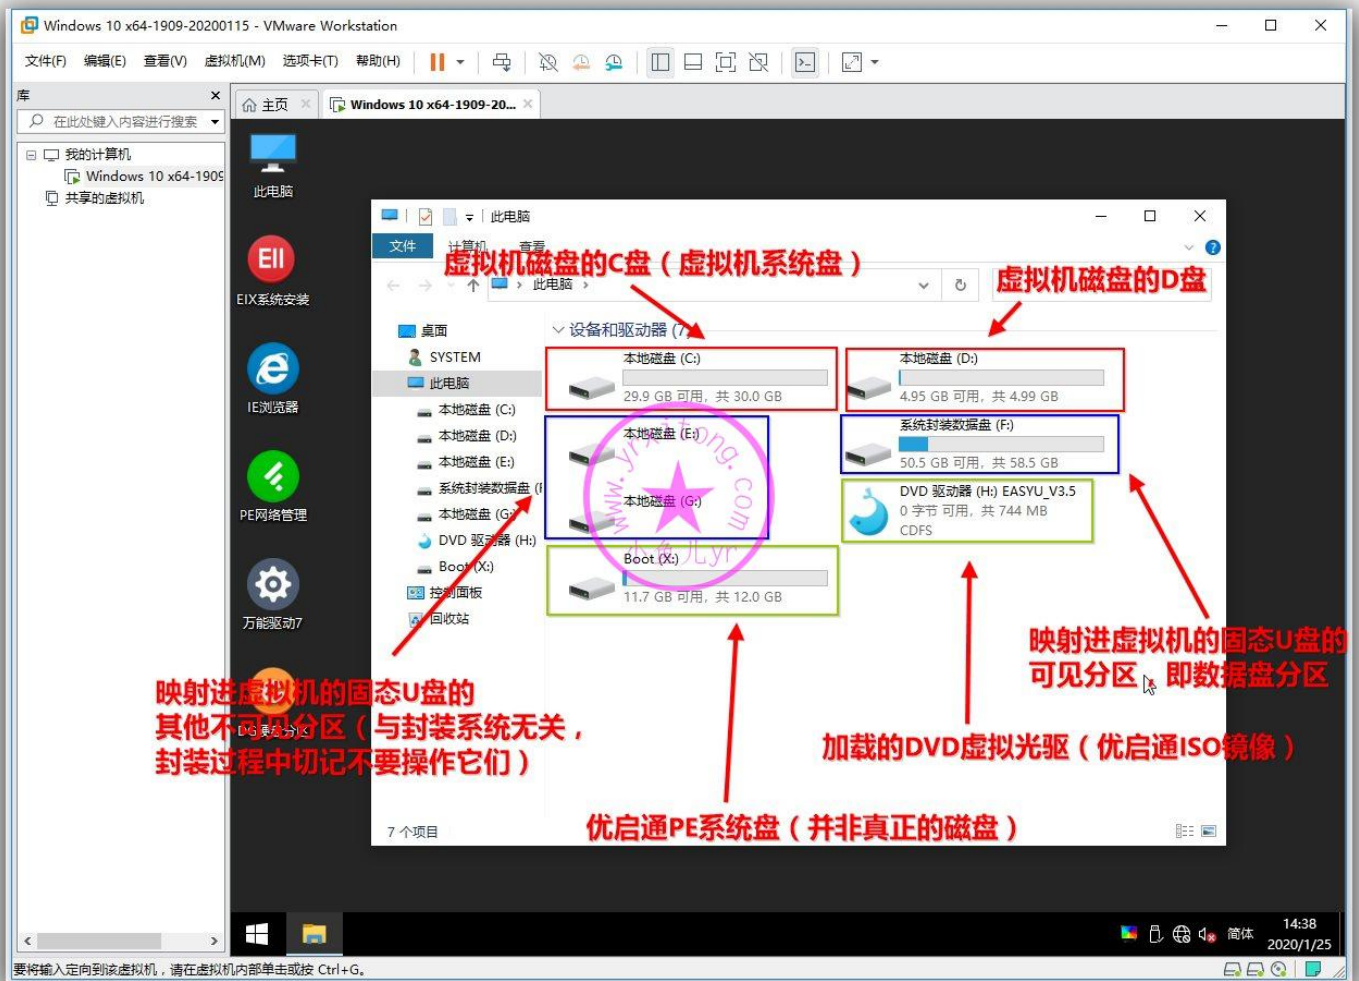 Windows 10 x64-1909-20200115 - VMware Workstation
文件(F) 编辑(E) 查看(V) 虚拟机(M) 选项卡(T) 帮助(H)
库
在此处键入内容进行搜索
我的计算机
Windows 10 x64-1909
共享的虚拟机
主页
Windows 10 x64-1909-20...
此电脑
EII
EIX系统安装
IE浏览器
PE网络管理
万能驱动7
此电脑
文件 计算机 查看
虚拟机磁盘的C盘（虚拟机系统盘）
虚拟机磁盘的D盘
此电脑
桌面
SYSTEM
此电脑
本地磁盘 (C:)
本地磁盘 (D:)
本地磁盘 (E:)
系统封装数据盘 (F
本地磁盘 (G:)
DVD 驱动器 (H:)
Boot (X:)
控制面板
回收站
设备和驱动器 (7)
本地磁盘 (C:)
29.9 GB 可用，共 30.0 GB
本地磁盘 (D:)
4.95 GB 可用，共 4.99 GB
本地磁盘 (E:)
系统封装数据盘 (F:)
50.5 GB 可用，共 58.5 GB
本地磁盘 (G:)
DVD 驱动器 (H:) EASYU_V3.5
0 字节 可用，共 744 MB
CDFS
Boot (X:)
11.7 GB 可用，共 12.0 GB
www.yrxitong.com
小鱼儿yr
映射进虚拟机的固态U盘的
可见分区，即数据盘分区
映射进虚拟机的固态U盘的
其他不可见分区（与封装系统无关，
封装过程中切记不要操作它们）
加载的DVD虚拟光驱（优启通ISO镜像）
优启通PE系统盘（并非真正的磁盘）
7 个项目
简体
14:38
2020/1/25
要将输入定向到该虚拟机，请在虚拟机内部单击或按 Ctrl+G。